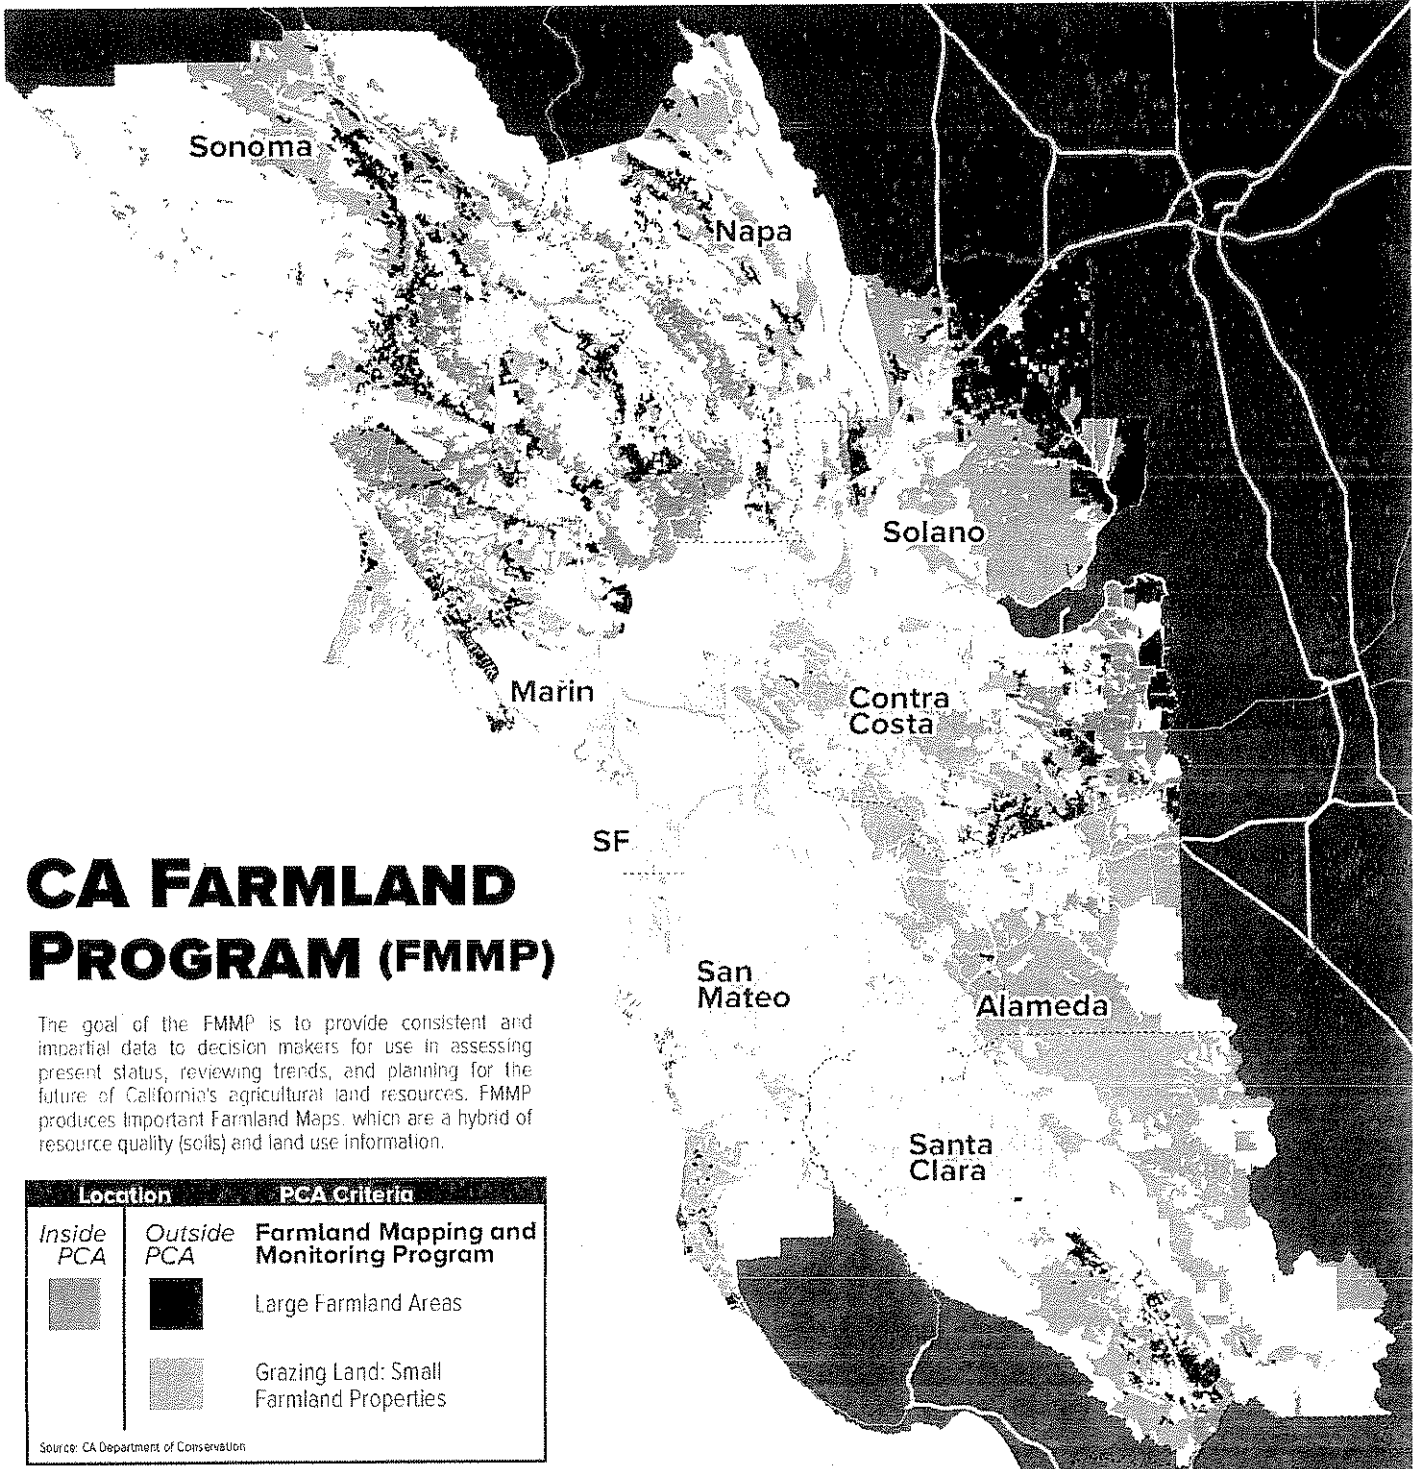 Sonoma
Napa
Solano
Marin
Contra
Costa
SF
San
Mateo
Alameda
Santa
Clara
CA FARMLAND
PROGRAM (FMMP)
The goal of the FMMP is to provide consistent and
impartial data to decision makers for use in assessing
present status, reviewing trends, and planning for the
future of California's agricultural land resources. FMMP
produces Important Farmland Maps, which are a hybrid of
resource quality (soils) and land use information.
Location PCA Criteria
Inside
PCA
Outside
PCA
Farmland Mapping and
Monitoring Program
Large Farmland Areas
Grazing Land: Small
Farmland Properties
Source: CA Department of Conservation